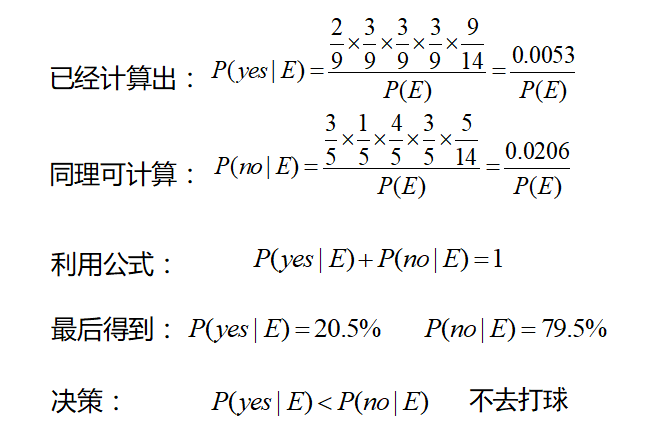 已经计算出： P(yes|E) = (2/9 × 3/9 × 3/9 × 3/9 × 9/14) / P(E) = 0.0053 / P(E)
同理可计算： P(no|E) = (3/5 × 1/5 × 4/5 × 3/5 × 5/14) / P(E) = 0.0206 / P(E)
利用公式： P(yes|E) + P(no|E) = 1
最后得到： P(yes|E) = 20.5% P(no|E) = 79.5%
决策： P(yes|E) < P(no|E) 不去打球